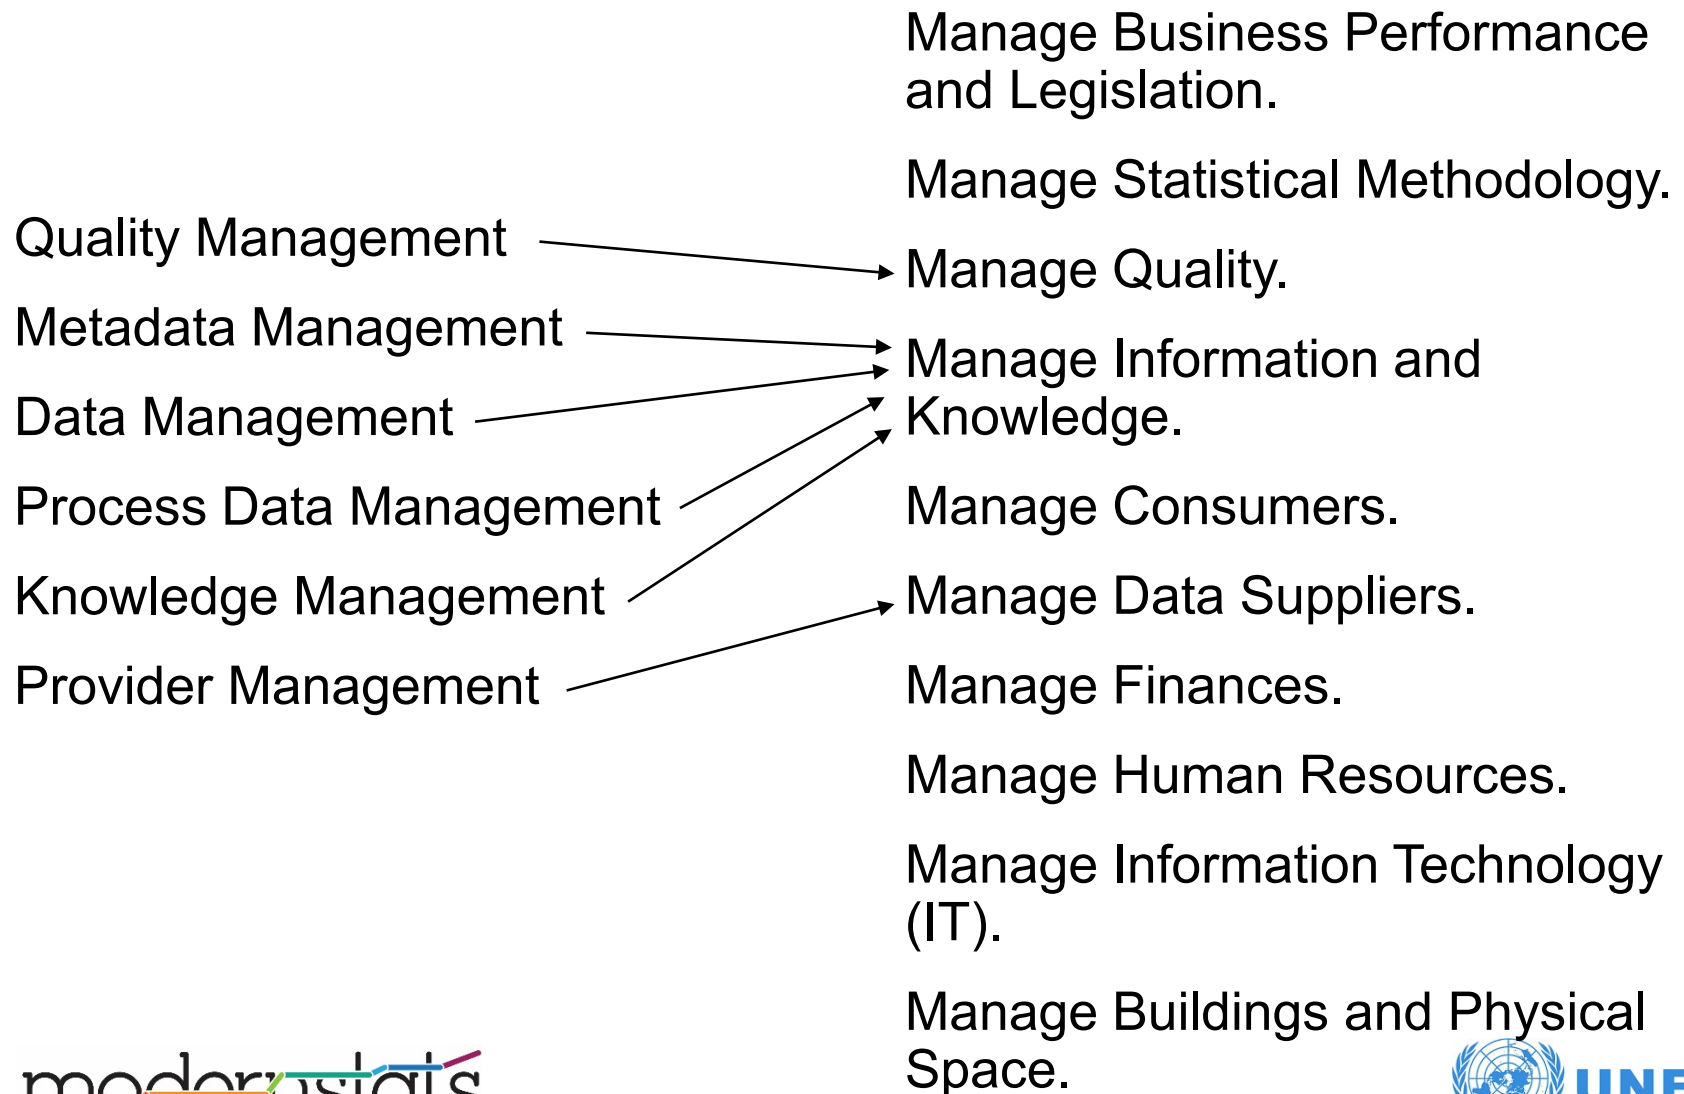 Quality Management
Metadata Management
Data Management
Process Data Management
Knowledge Management
Provider Management
Manage Business Performance
and Legislation.
Manage Statistical Methodology.
Manage Quality.
Manage Information and
Knowledge.
Manage Consumers.
Manage Data Suppliers.
Manage Finances.
Manage Human Resources.
Manage Information Technology
(IT).
Manage Buildings and Physical
Space.
modernstats